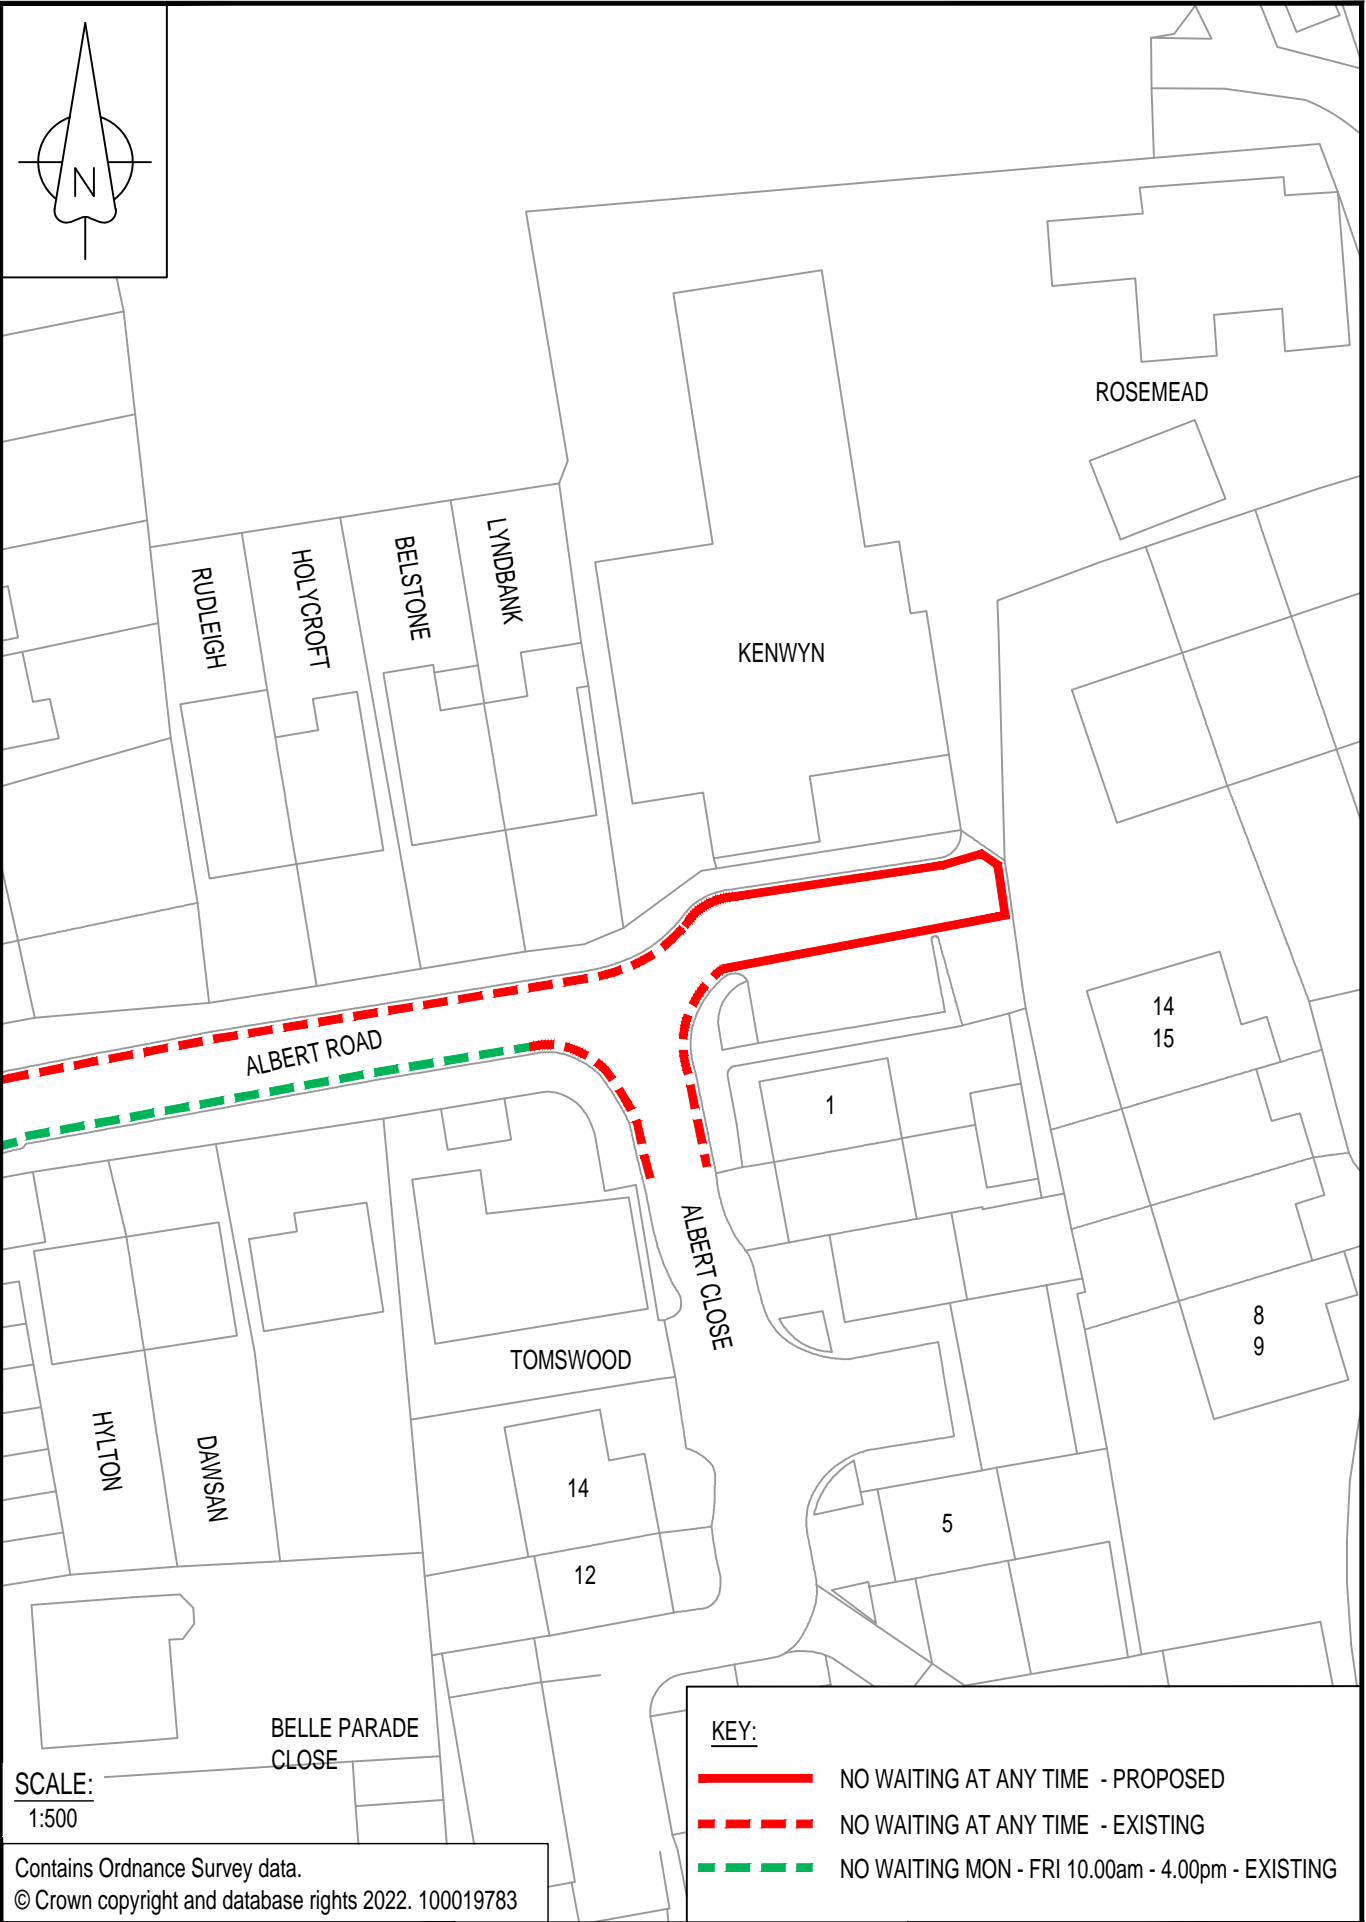 N
ROSEMEAD
RUDLEIGH
HOLYCROFT
BELSTONE
LYNDBANK
KENWYN
ALBERT ROAD
14
15
1
ALBERT CLOSE
8
9
TOMSWOOD
HYLTON
DAWSAN
14
12
5
BELLE PARADE
CLOSE
SCALE:
1:500
Contains Ordnance Survey data.
© Crown copyright and database rights 2022. 100019783
KEY:
NO WAITING AT ANY TIME - PROPOSED
NO WAITING AT ANY TIME - EXISTING
NO WAITING MON - FRI 10.00am - 4.00pm - EXISTING